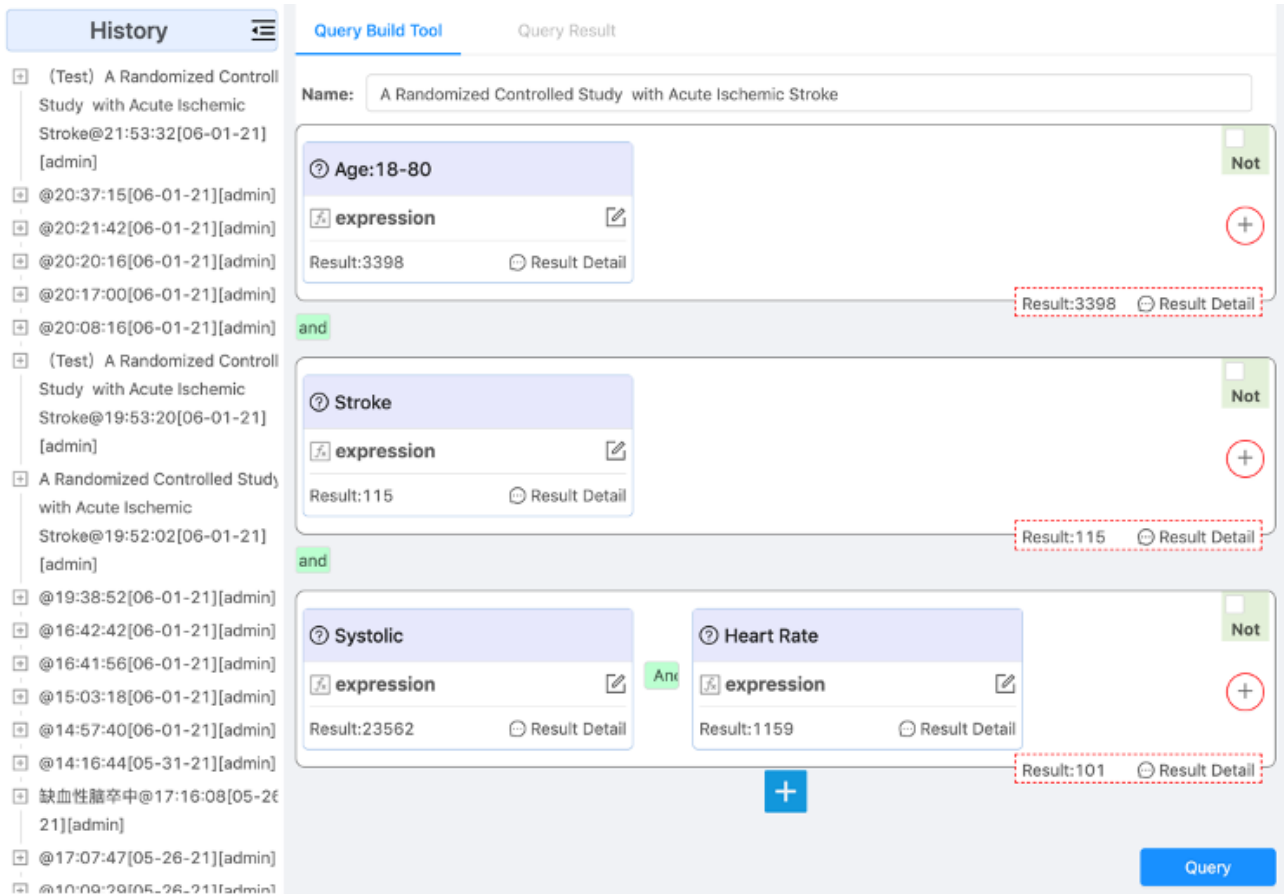 History
(Test) A Randomized Controll
Study with Acute Ischemic
Stroke@21:53:32[06-01-21]
[admin]
@20:37:15[06-01-21][admin]
@20:21:42[06-01-21][admin]
@20:20:16[06-01-21][admin]
@20:17:00[06-01-21][admin]
@20:08:16[06-01-21][admin]
(Test) A Randomized Controll
Study with Acute Ischemic
Stroke@19:53:20[06-01-21]
[admin]
A Randomized Controlled Study
with Acute Ischemic
Stroke@19:52:02[06-01-21]
[admin]
@19:38:52[06-01-21][admin]
@16:42:42[06-01-21][admin]
@16:41:56[06-01-21][admin]
@15:03:18[06-01-21][admin]
@14:57:40[06-01-21][admin]
@14:16:44[05-31-21][admin]
缺血性脑卒中@17:16:08[05-26
21][admin]
@17:07:47[05-26-21][admin]
@10:09:29[05-26-21][admin]
Query Build Tool
Query Result
Name: A Randomized Controlled Study with Acute Ischemic Stroke
Not
Age:18-80
expression
Result:3398 Result Detail
Result:3398 Result Detail
and
Not
Stroke
expression
Result:115 Result Detail
Result:115 Result Detail
and
Not
Systolic
expression
Result:23562 Result Detail
And
Heart Rate
expression
Result:1159 Result Detail
Result:101 Result Detail
Query